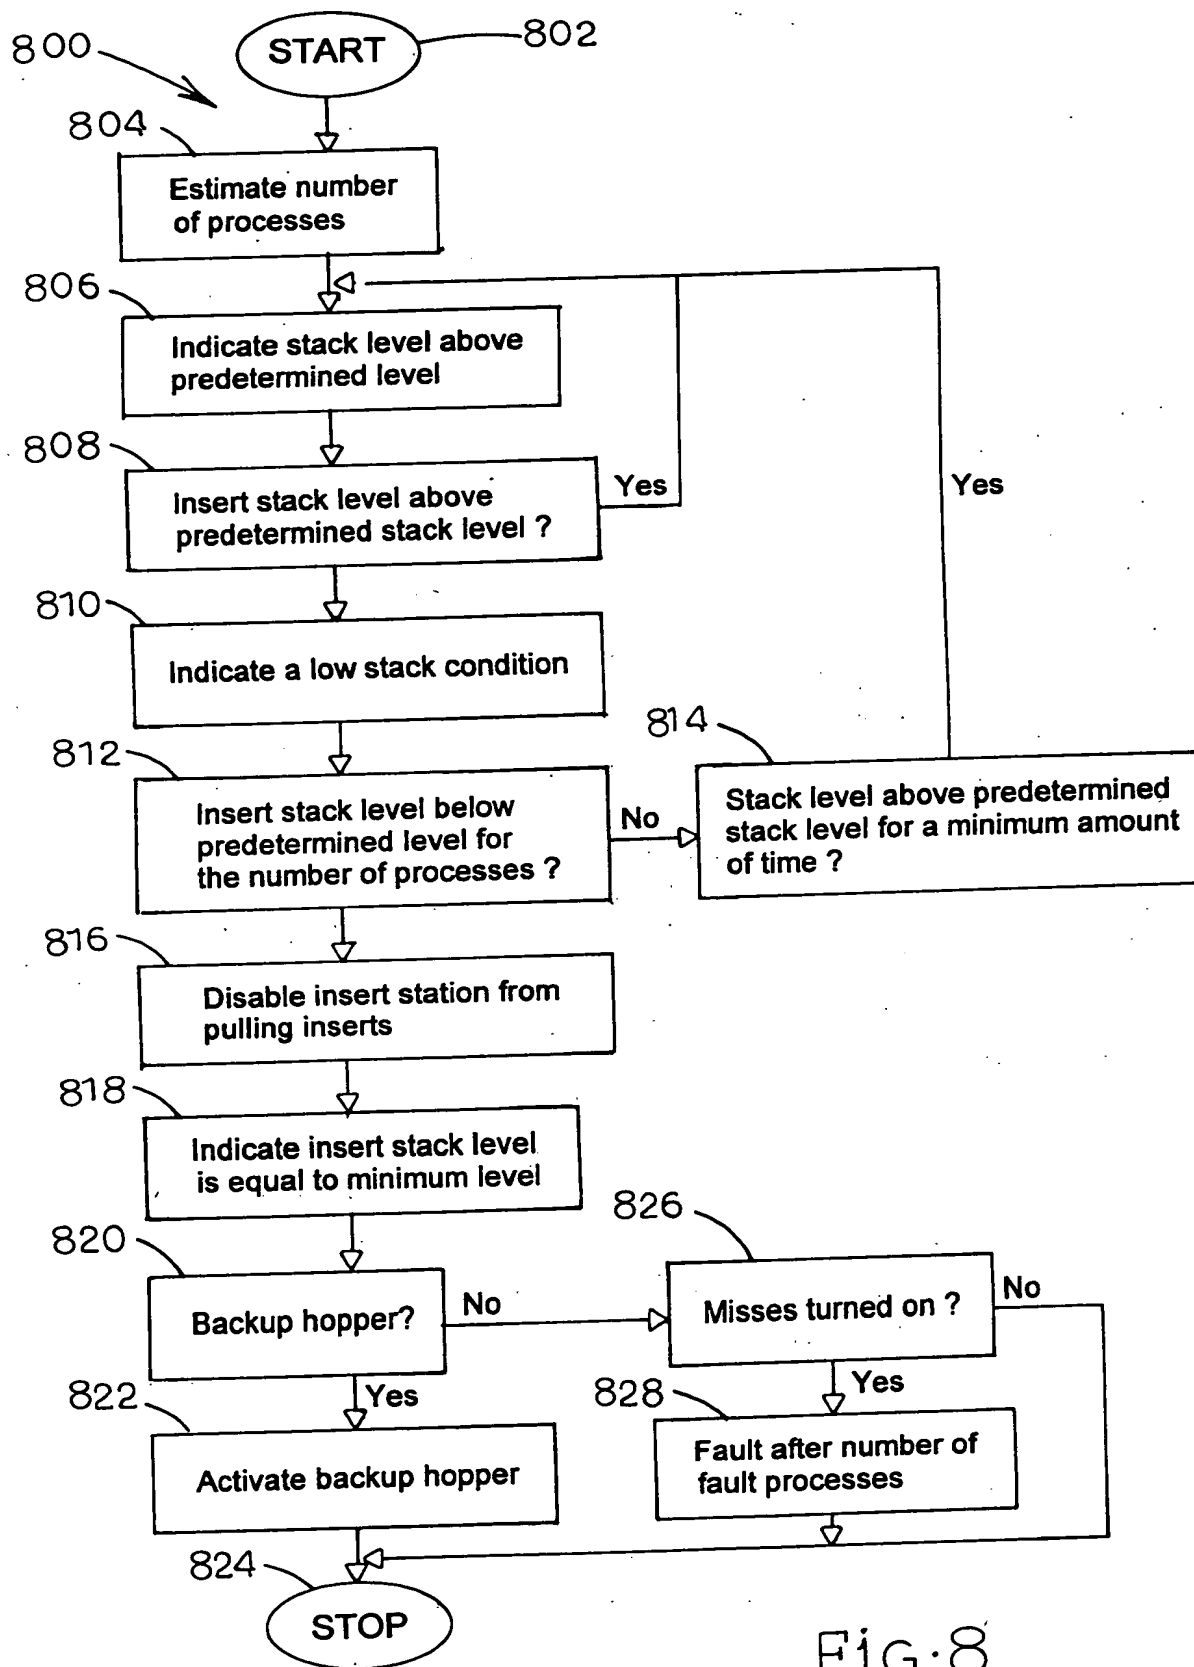 800
START
802
804
Estimate number
of processes
806
Indicate stack level above
predetermined level
808
Insert stack level above
predetermined stack level ?
Yes
Yes
810
Indicate a low stack condition
812
Insert stack level below
predetermined level for
the number of processes ?
No
814
Stack level above predetermined
stack level for a minimum amount
of time ?
816
Disable insert station from
pulling inserts
818
Indicate insert stack level
is equal to minimum level
820
Backup hopper?
No
826
Misses turned on ?
No
Yes
822
Activate backup hopper
Yes
828
Fault after number of
fault processes
824
STOP
FIG.8